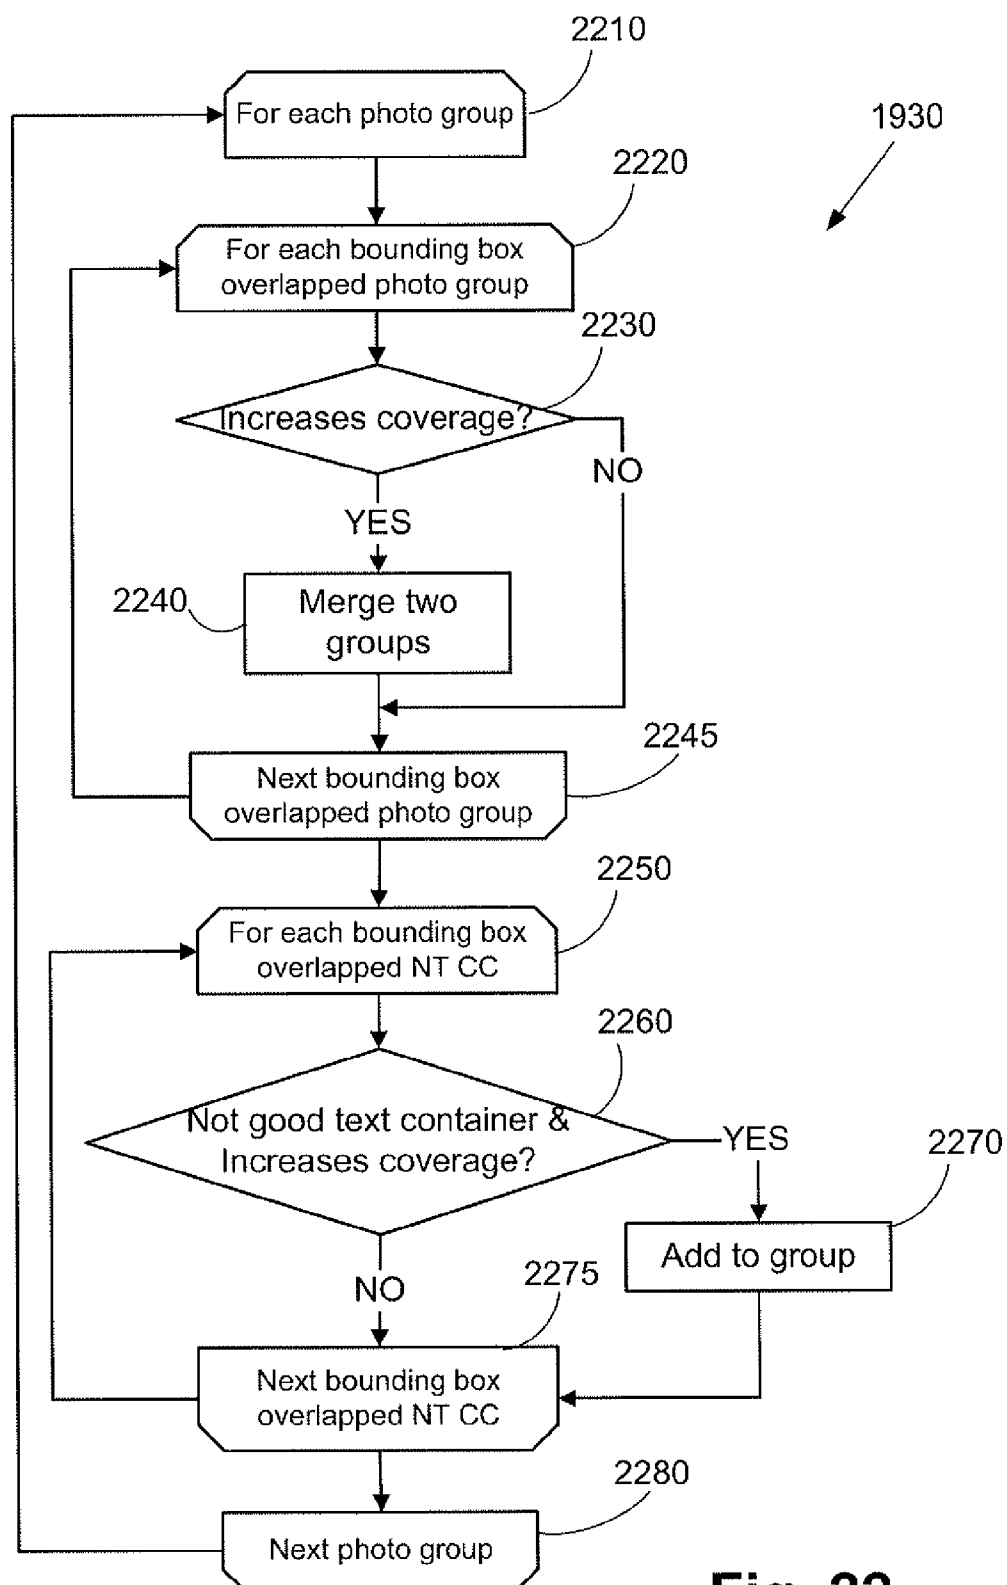 2210
For each photo group
1930
2220
For each bounding box
overlapped photo group
2230
Increases coverage?
NO
YES
2240
Merge two
groups
2245
Next bounding box
overlapped photo group
2250
For each bounding box
overlapped NT CC
2260
Not good text container &
Increases coverage?
YES
2270
Add to group
NO
2275
Next bounding box
overlapped NT CC
2280
Next photo group